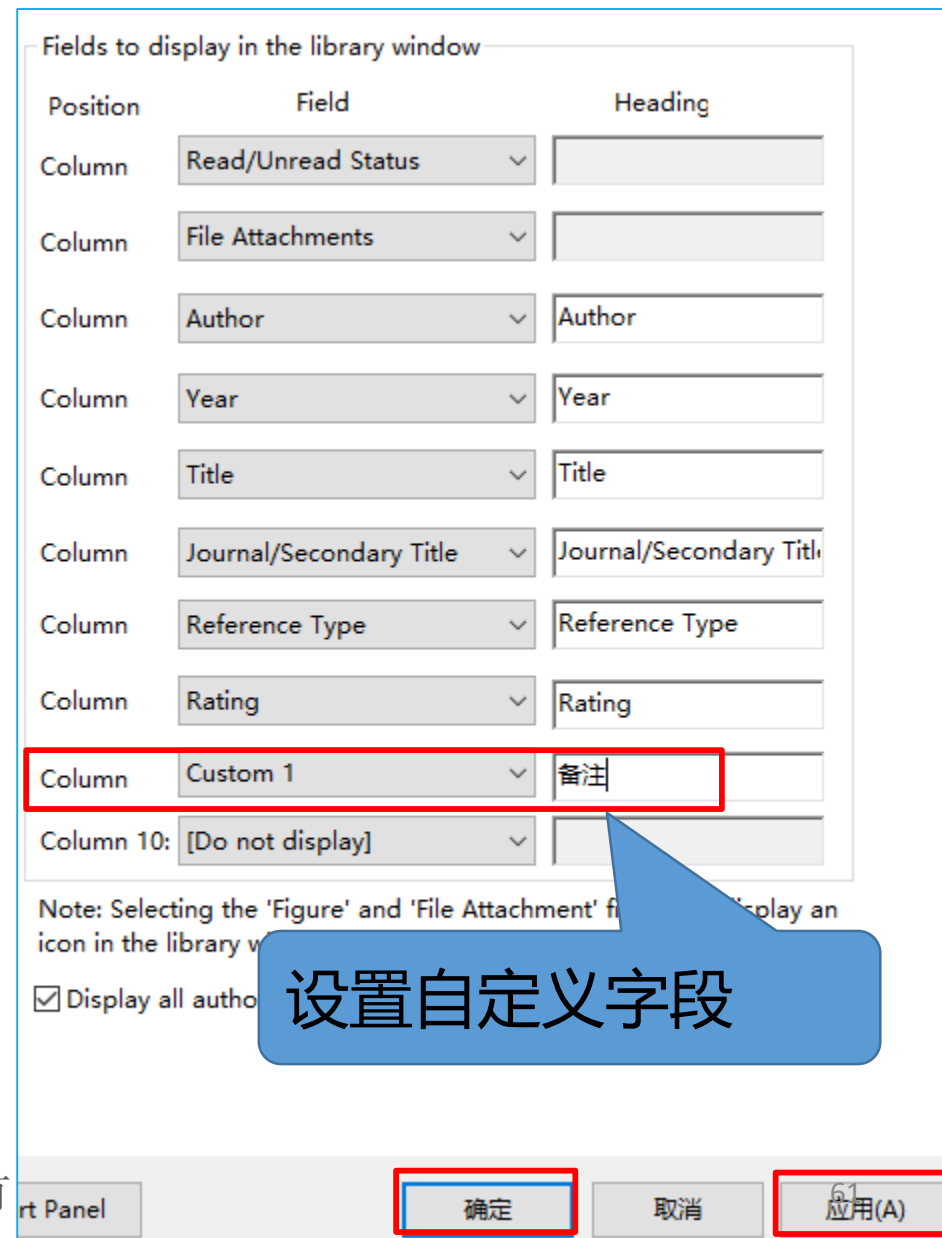 Fields to display in the library window
Position Field Heading
Column Read/Unread Status
Column File Attachments
Column Author Author
Column Year Year
Column Title Title
Column Journal/Secondary Title Journal/Secondary Titl
Column Reference Type Reference Type
Column Rating Rating
Column Custom 1 备注
Column 10: [Do not display]
Note: Selecting the 'Figure' and 'File Attachment' splay an
icon in the library
Display all autho
设置自定义字段
rt Panel 确定 取消 应用(A)
61